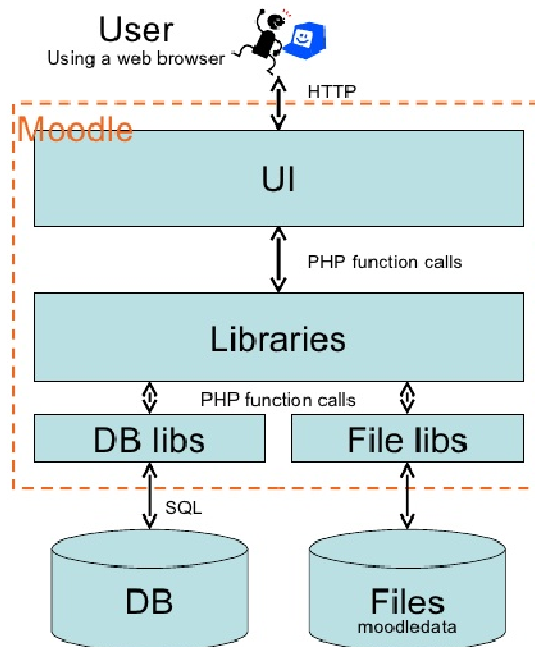 User
Using a web browser
HTTP
Moodle
UI
PHP function calls
Libraries
PHP function calls
DB libs
File libs
SQL
DB
Files
moodledata